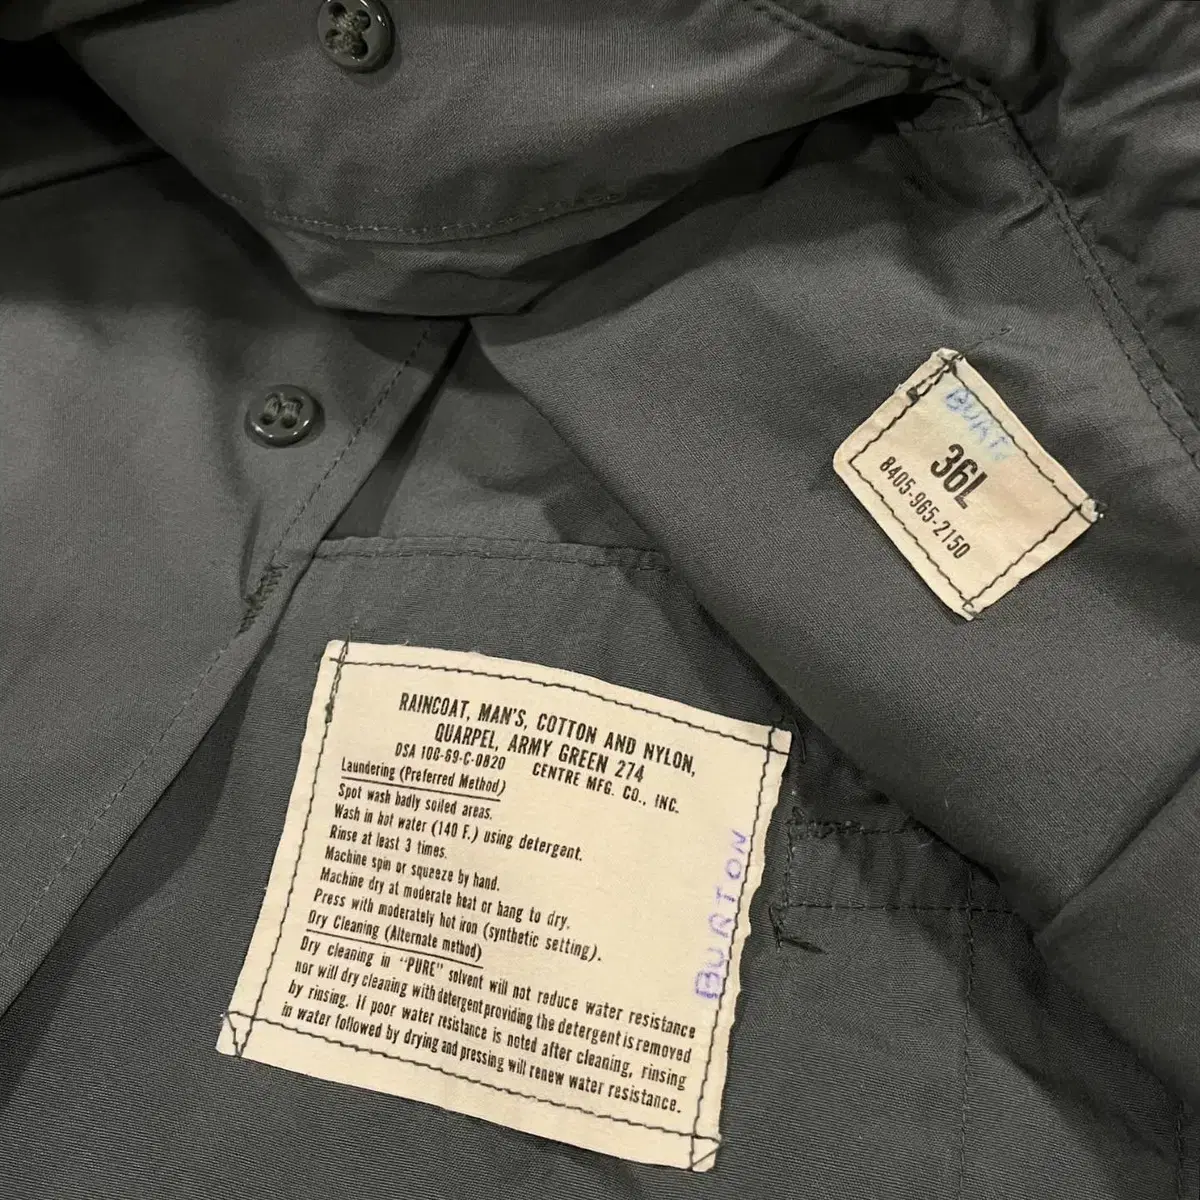 BURT
36L
8405-965-2150
RAINCOAT, MAN'S, COTTON AND NYLON,
QUARPEL, ARMY GREEN 274
DSA 100-69-C-0820 CENTRE MFG. CO., INC.
Laundering (Preferred Method)
Spot wash badly soiled areas.
Wash in hot water (140 F.) using detergent.
Rinse at least 3 times.
Machine spin or squeeze by hand.
Machine dry at moderate heat or hang to dry.
Press with moderately hot iron (synthetic setting).
Dry Cleaning (Alternate method)
Dry cleaning in "PURE" solvent will not reduce water resistance
nor will dry cleaning with detergent providing the detergent is removed
by rinsing. If poor water resistance is noted after cleaning, rinsing
in water followed by drying and pressing will renew water resistance.
BURTON